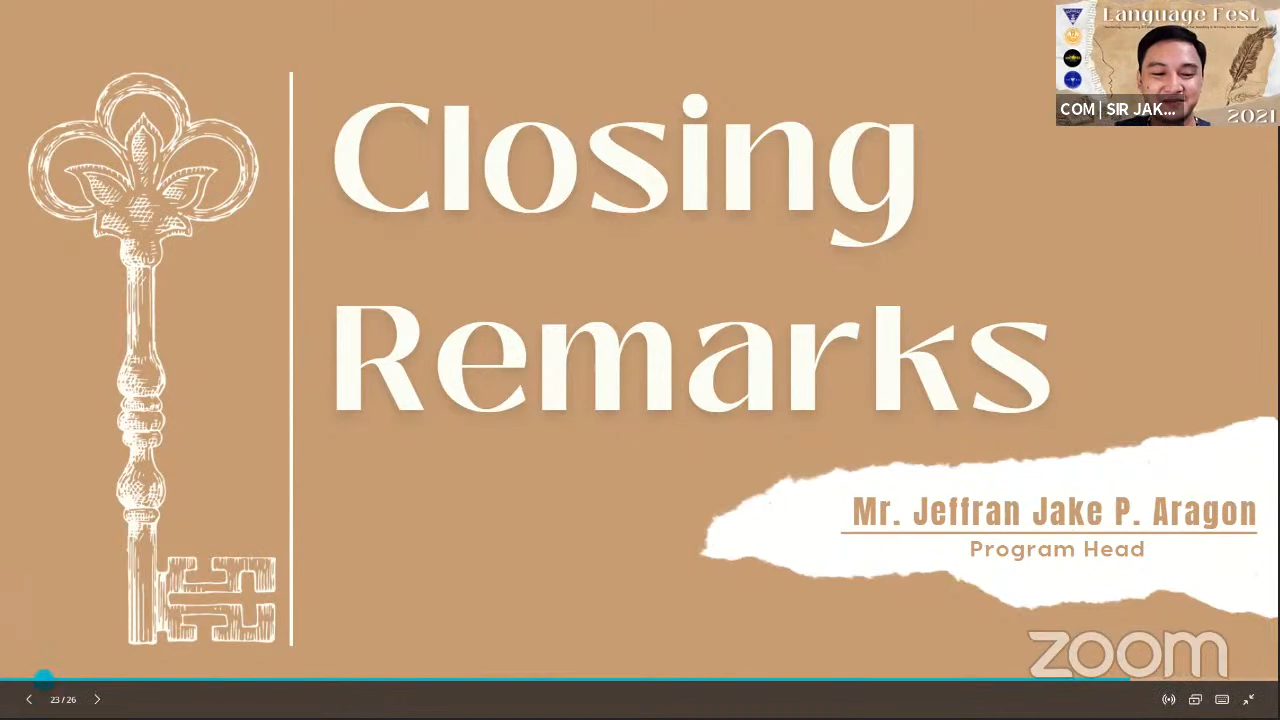 Closing
Remarks
Mr. Jeffran Jake P. Aragon
Program Head
Language Fest
COM | SIR JAK...
2021
zoom
23 / 26